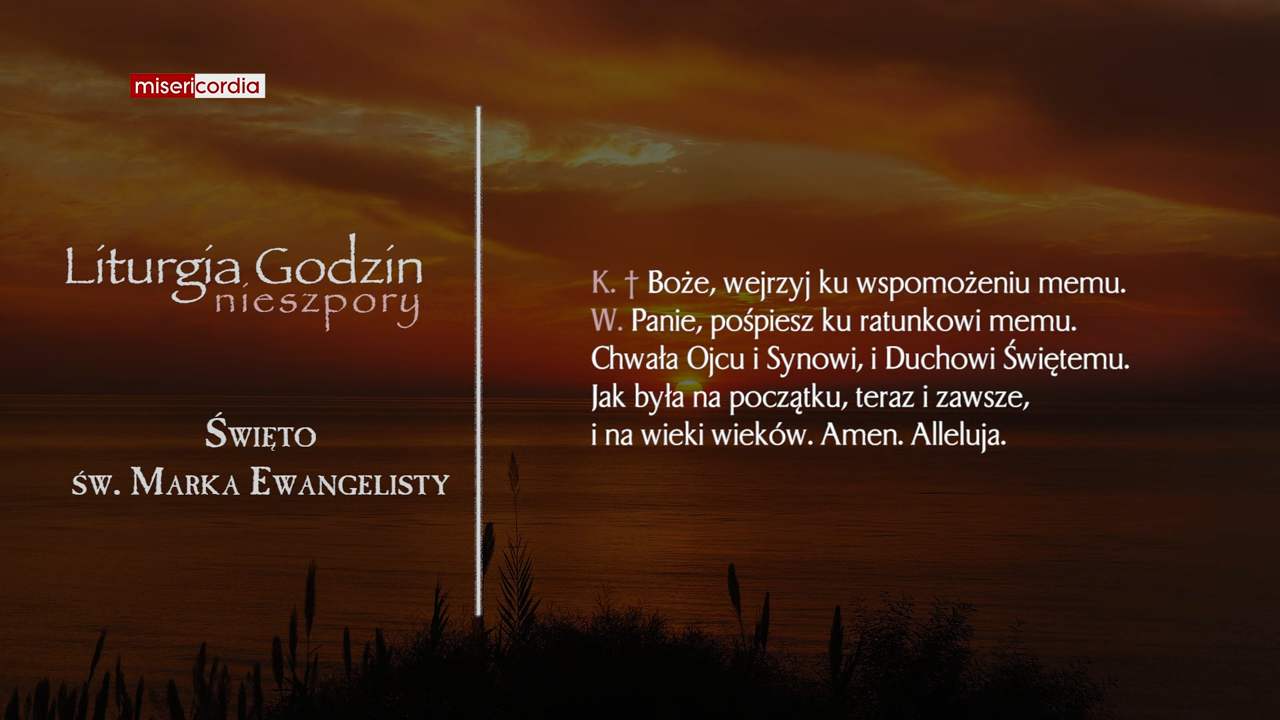 misericordia
Liturgia Godzin
nieszpory
Święto
św. Marka Ewangelisty
K. † Boże, wejrzyj ku wspomożeniu memu.
W. Panie, pośpiesz ku ratunkowi memu.
Chwała Ojcu i Synowi, i Duchowi Świętemu.
Jak była na początku, teraz i zawsze,
i na wieki wieków. Amen. Alleluja.